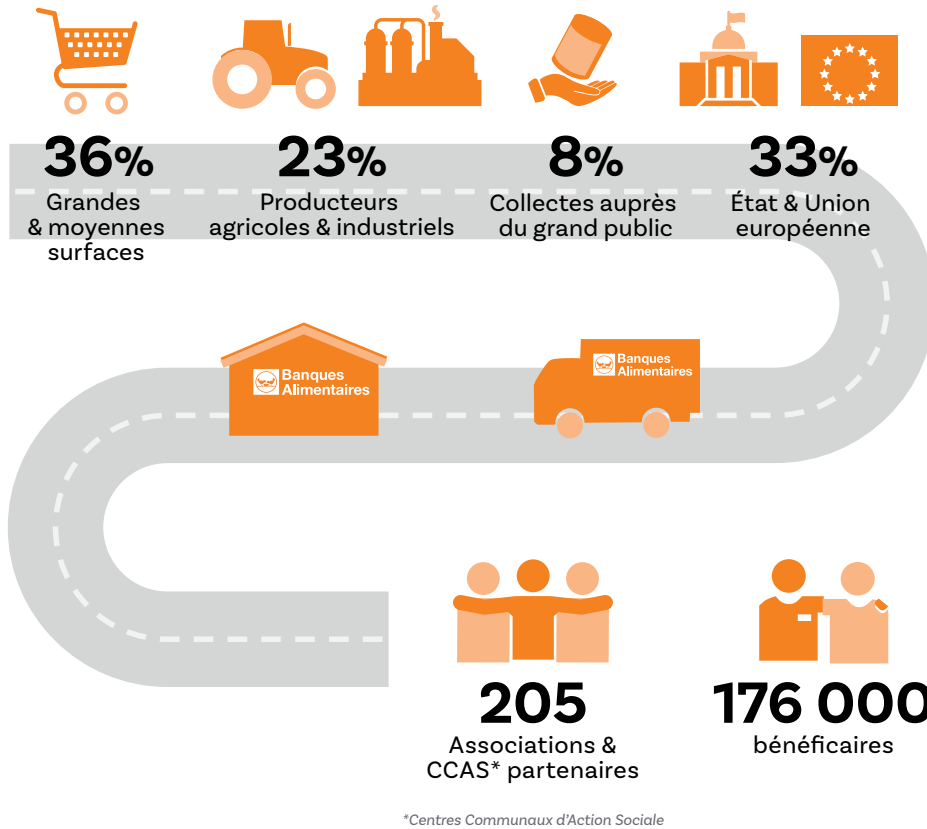 36%
Grandes
& moyennes
surfaces
23%
Producteurs
agricoles & industriels
8%
Collectes auprès
du grand public
33%
État & Union
européenne
Banques
Alimentaires
Banques
Alimentaires
205
Associations &
CCAS* partenaires
176 000
bénéficaires
*Centres Communaux d'Action Sociale